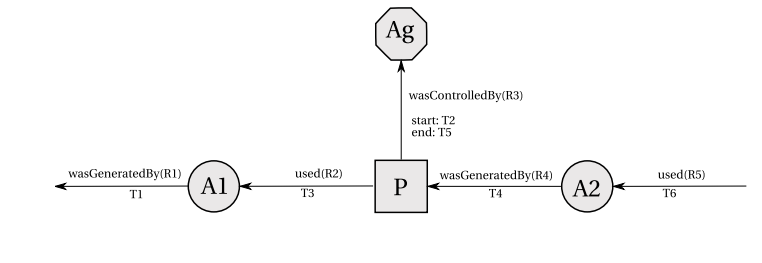 Ag
wasControlledBy(R3)
start: T2
end: T5
wasGeneratedBy(R1)
T1
A1
used(R2)
T3
P
wasGeneratedBy(R4)
T4
A2
used(R5)
T6